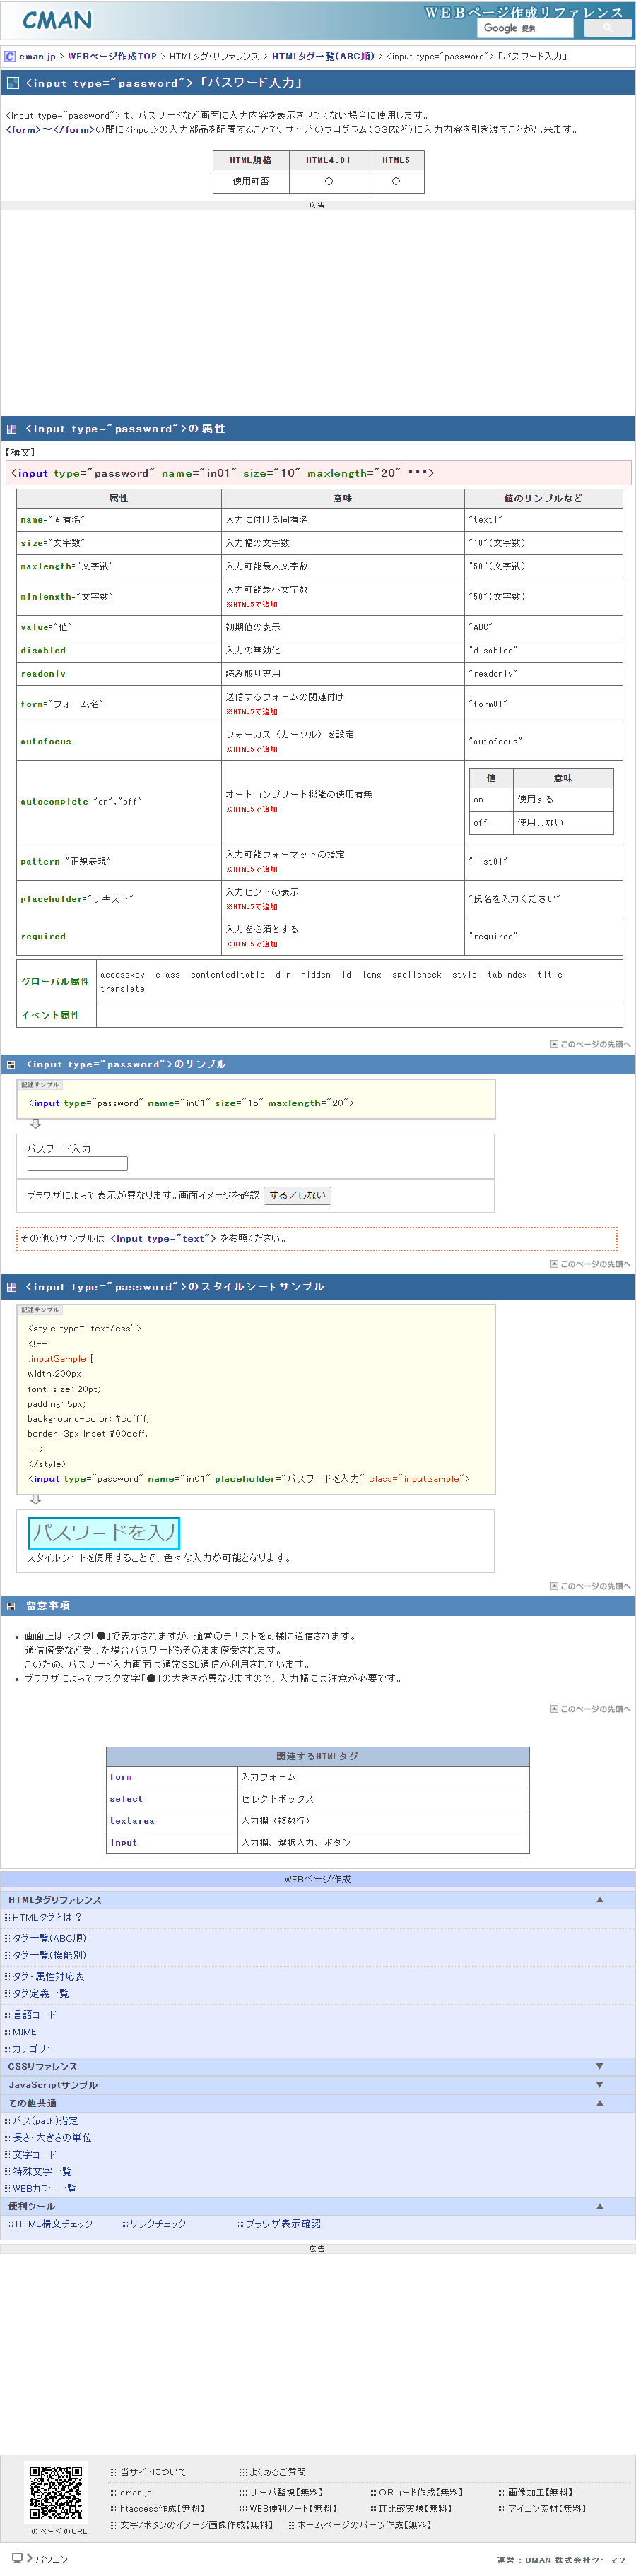 CMAN
WEBページ作成リファレンス
Google 提供
cman.jp > WEBページ作成TOP > HTMLタグ・リファレンス > HTMLタグ一覧(ABC順) > <input type="password"> 「パスワード入力」
<input type="password"> 「パスワード入力」
<input type="password">は、パスワードなど画面に入力内容を表示させてくない場合に使用します。
<form>～</form>の間に<input>の入力部品を配置することで、サーバのプログラム(CGIなど)に入力内容を引き渡すことが出来ます。
HTML規格 HTML4.01 HTML5
使用可否 ○ ○
広告
<input type="password">の属性
【構文】
<input type="password" name="in01" size="10" maxlength="20" ･･･>
属性 意味 値のサンプルなど
name="固有名" 入力に付ける固有名 "text1"
size="文字数" 入力幅の文字数 "10"(文字数)
maxlength="文字数" 入力可能最大文字数 "50"(文字数)
minlength="文字数" 入力可能最小文字数 "50"(文字数)
※HTML5で追加
value="値" 初期値の表示 "ABC"
disabled 入力の無効化 "disabled"
readonly 読み取り専用 "readonly"
form="フォーム名" 送信するフォームの関連付け "form01"
※HTML5で追加
autofocus フォーカス（カーソル）を設定 "autofocus"
※HTML5で追加
autocomplete="on","off" オートコンプリート機能の使用有無
※HTML5で追加
値 意味
on 使用する
off 使用しない
pattern="正規表現" 入力可能フォーマットの指定 "list01"
※HTML5で追加
placeholder="テキスト" 入力ヒントの表示 "氏名を入力ください"
※HTML5で追加
required 入力を必須とする "required"
※HTML5で追加
グローバル属性 accesskey class contenteditable dir hidden id lang spellcheck style tabindex title
translate
イベント属性
このページの先頭へ
<input type="password">のサンプル
記述サンプル
<input type="password" name="in01" size="15" maxlength="20">
パスワード入力
ブラウザによって表示が異なります。画面イメージを確認 する／しない
その他のサンプルは <input type="text"> を参照ください。
このページの先頭へ
<input type="password">のスタイルシートサンプル
記述サンプル
<style type="text/css">
<!--
.inputSample {
width:200px;
font-size: 20pt;
padding: 5px;
background-color: #ccffff;
border: 3px inset #00ccff;
-->
</style>
<input type="password" name="in01" placeholder="パスワードを入力" class="inputSample">
パスワードを入力
スタイルシートを使用することで、色々な入力が可能となります。
このページの先頭へ
留意事項
• 画面上はマスク「●」で表示されますが、通常のテキストを同様に送信されます。
通信傍受など受けた場合パスワードもそのまま傍受されます。
このため、パスワード入力画面は通常SSL通信が利用されています。
• ブラウザによってマスク文字「●」の大きさが異なりますので、入力幅には注意が必要です。
このページの先頭へ
関連するHTMLタグ
form 入力フォーム
select セレクトボックス
textarea 入力欄（複数行）
input 入力欄、選択入力、ボタン
WEBページ作成
HTMLタグリファレンス ▲
HTMLタグとは？
タグ一覧(ABC順)
タグ一覧(機能別)
タグ・属性対応表
タグ定義一覧
言語コード
MIME
カテゴリー
CSSリファレンス ▼
JavaScriptサンプル ▼
その他共通 ▲
パス(path)指定
長さ・大きさの単位
文字コード
特殊文字一覧
WEBカラー一覧
便利ツール ▲
HTML構文チェック リンクチェック ブラウザ表示確認
広告
このページのURL
当サイトについて よくあるご質問
cman.jp サーバ監視【無料】 QRコード作成【無料】 画像加工【無料】
htaccess作成【無料】 WEB便利ノート【無料】 IT比較実験【無料】 アイコン素材【無料】
文字/ボタンのイメージ画像作成【無料】 ホームページのパーツ作成【無料】
パソコン
運営 : CMAN 株式会社シーマン